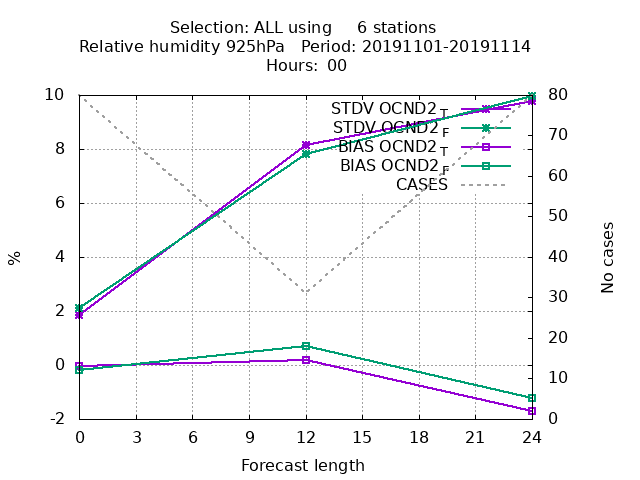 Selection: ALL using     6 stations
Relative humidity 925hPa   Period: 20191101-20191114
Hours:  00
10
8
6
4
2
0
-2
%
STDV OCND2_T
STDV OCND2_F
BIAS OCND2_T
BIAS OCND2_F
CASES
80
70
60
50
40
30
20
10
0
No cases
0 3 6 9 12 15 18 21 24
Forecast length